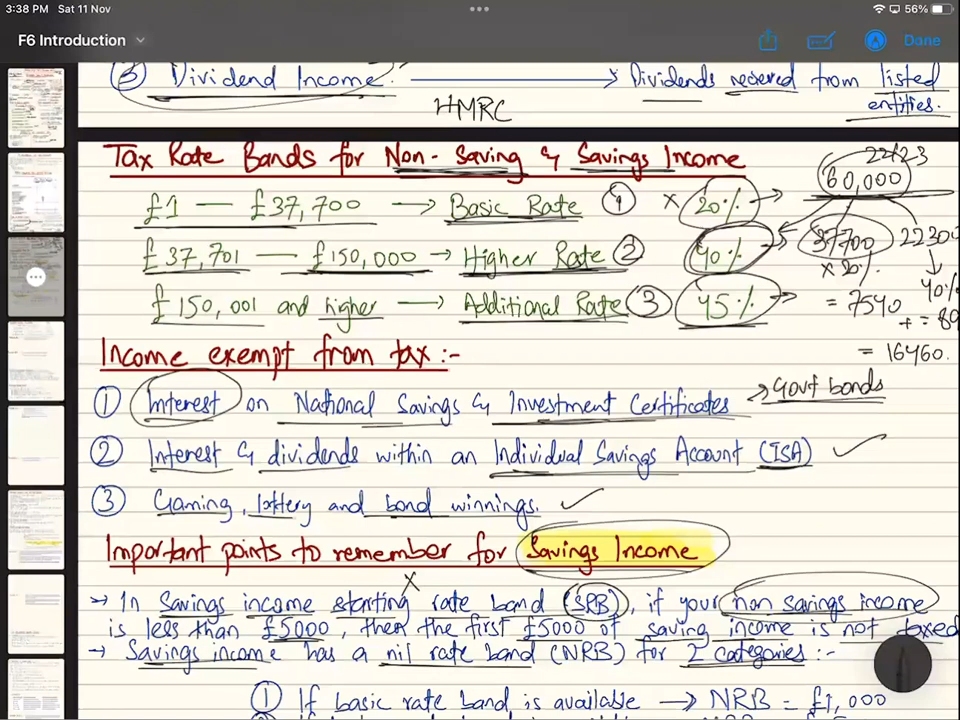 3:38 PM Sat 11 Nov
56%
F6 Introduction
Done
③ Dividend Income → Dividends recieved from listed
entities.
HMRC
Tax Rate Bands for Non-Saving & Savings Income
£1 — £37,700 → Basic Rate ① × 20%
£37,701 — £150,000 → Higher Rate ② 40%
£150,001 and higher → Additional Rate ③ 45%
22/23
60,000
37700 2230
× 20%
40%
= 7540
+ = 89
= 16460.
Income exempt from tax :-
① Interest on National Savings & Investment Certificates → Govt bonds
② Interest & dividends within an Individual Savings Account (ISA)
③ Gaming, lottery and bond winnings.
Important points to remember for Savings Income
→ In Savings income starting rate band (SRB), if your non savings income
is less than £5000, then the first £5000 of saving income is not taxed
→ Savings income has a nil rate band (NRB) for 2 categories :-
① If basic rate band is available → NRB = £1,000